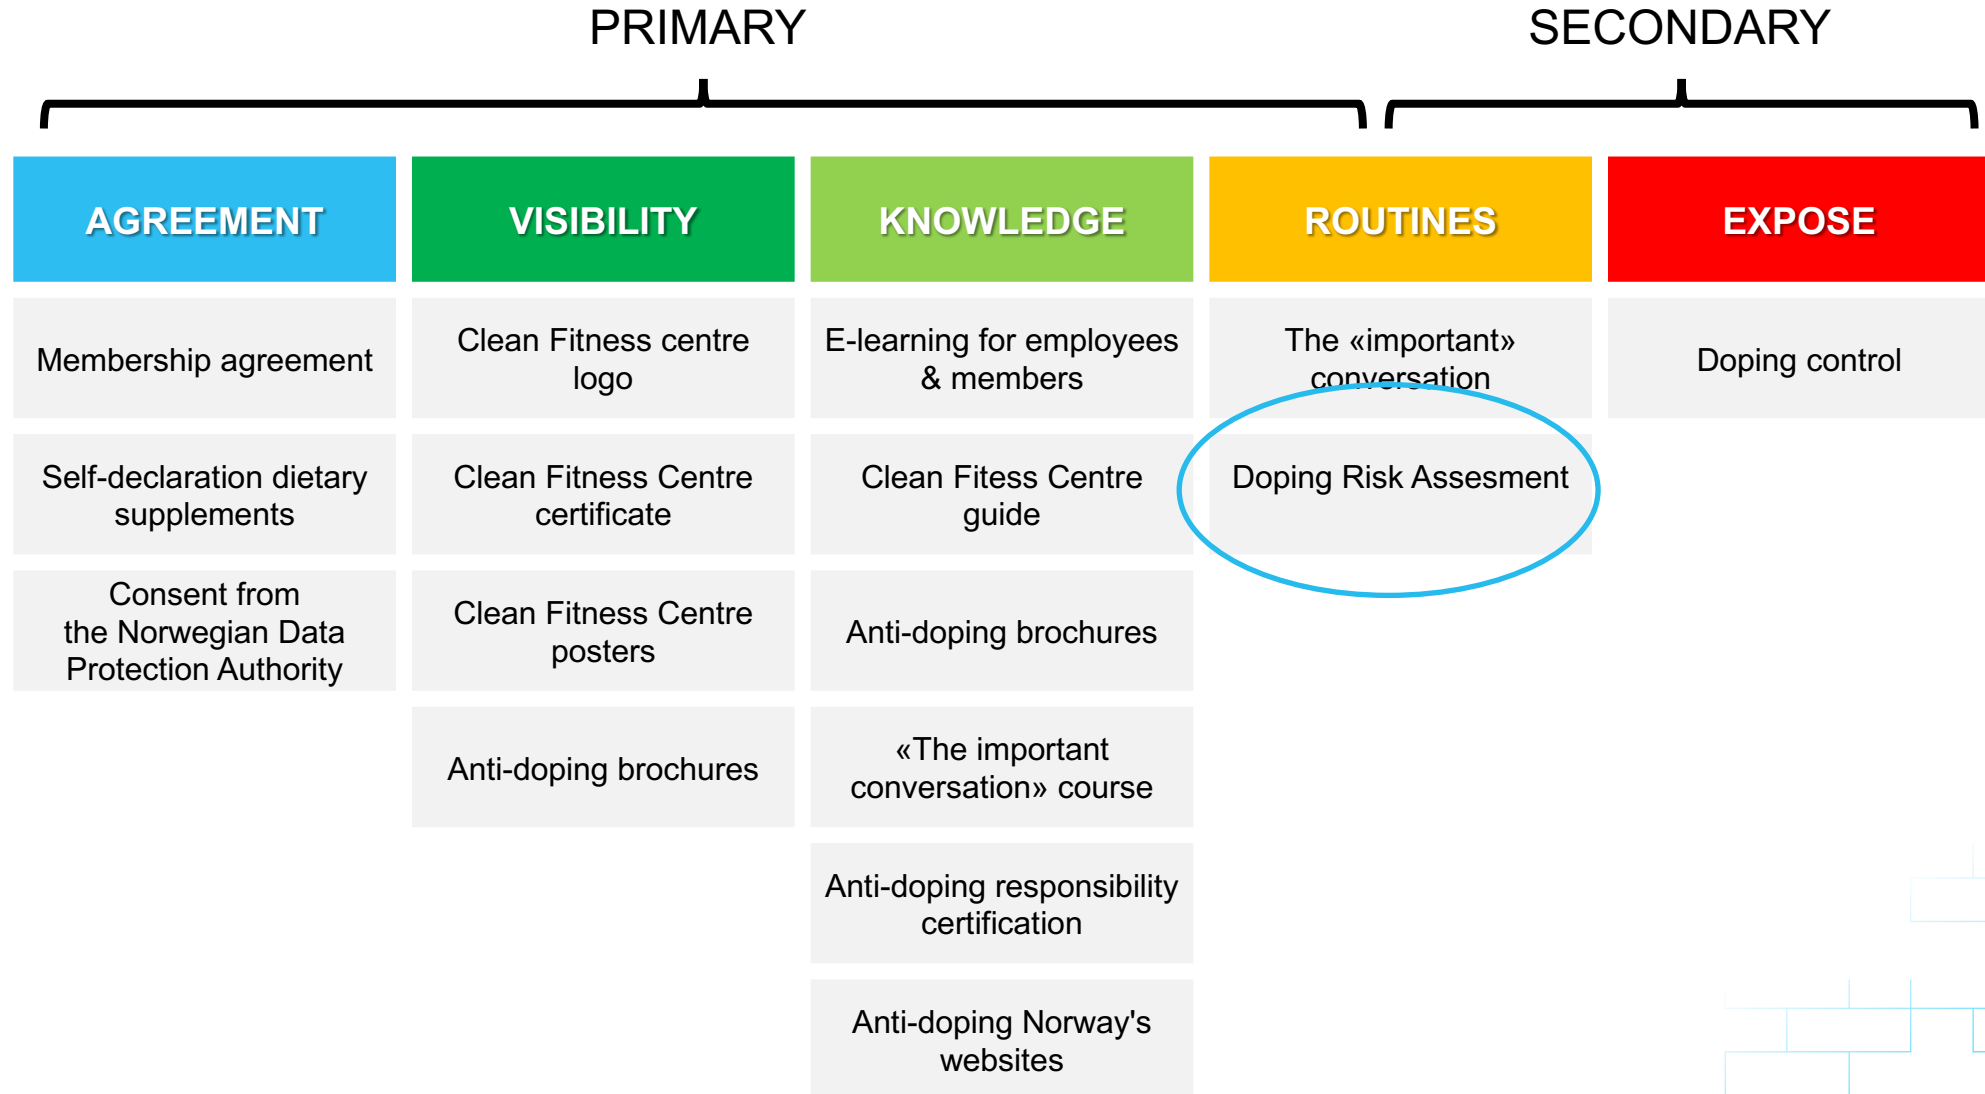 PRIMARY
SECONDARY
AGREEMENT
VISIBILITY
KNOWLEDGE
ROUTINES
EXPOSE
Membership agreement
Self-declaration dietary
supplements
Consent from
the Norwegian Data
Protection Authority
Clean Fitness centre
logo
Clean Fitness Centre
certificate
Clean Fitness Centre
posters
Anti-doping brochures
E-learning for employees
& members
Clean Fitess Centre
guide
Anti-doping brochures
«The important
conversation» course
Anti-doping responsibility
certification
Anti-doping Norway's
websites
The «important»
conversation
Doping Risk Assesment
Doping control